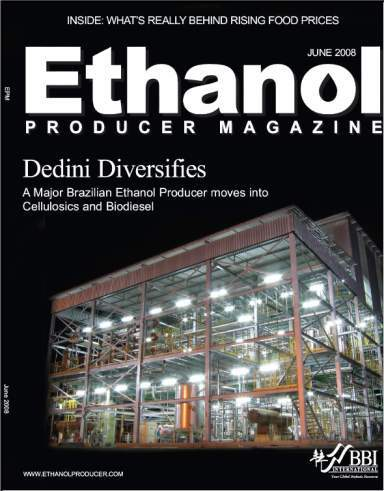 INSIDE: WHAT'S REALLY BEHIND RISING FOOD PRICES
JUNE 2008
Ethanol
PRODUCER MAGAZINE
EPM
Dedini Diversifies
A Major Brazilian Ethanol Producer moves into
Cellulosics and Biodiesel
June 2008
WWW.ETHANOLPRODUCER.COM
BBI
INTERNATIONAL
Your Global Biofuels Resource